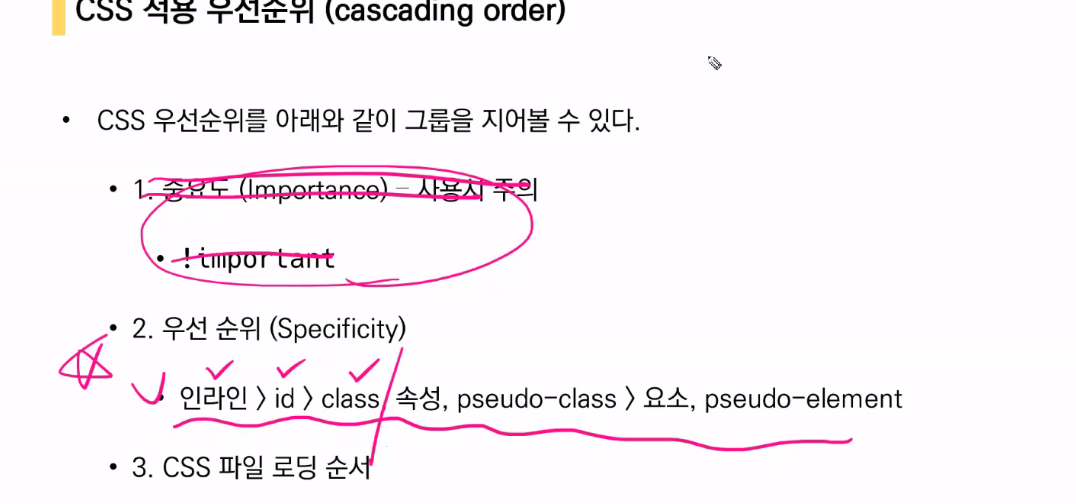 CSS 적용 우선순위 (cascading order)
• CSS 우선순위를 아래와 같이 그룹을 지어볼 수 있다.
• 1. 중요도 (Importance) – 사용시 주의
• !important
• 2. 우선 순위 (Specificity)
• 인라인 〉 id 〉 class, 속성, pseudo-class 〉 요소, pseudo-element
• 3. CSS 파일 로딩 순서